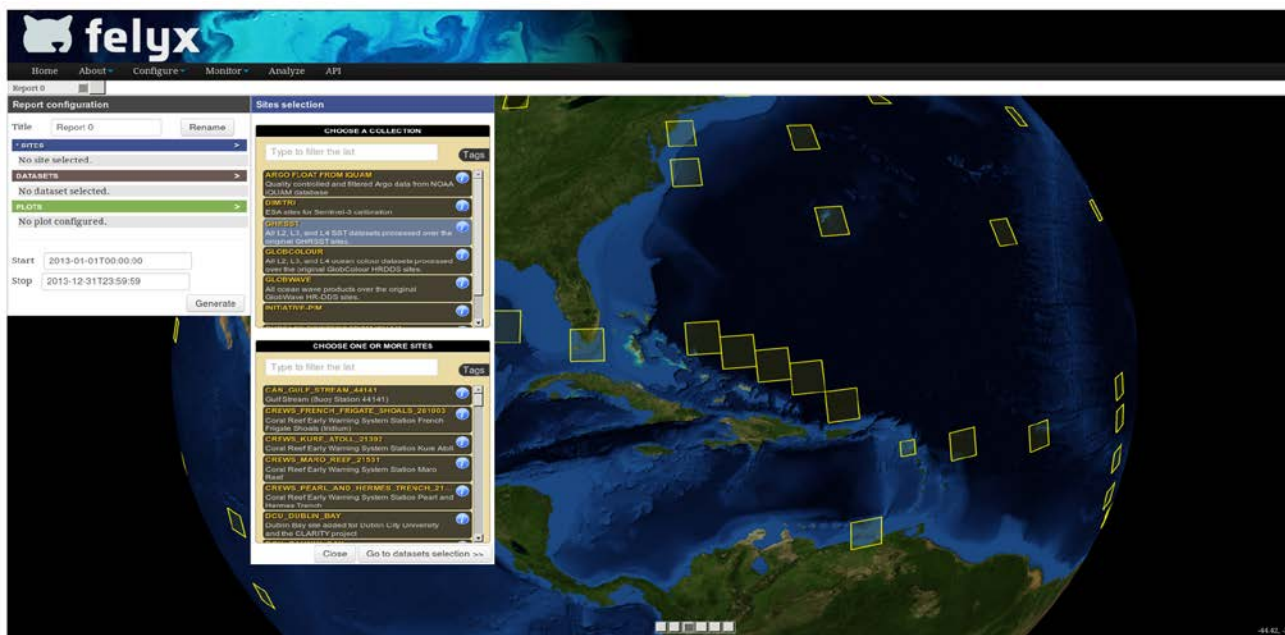 felyx
Home About Configure Monitor Analyze API
Report 0
Report configuration
Title Report 0 Rename
* SITES >
No site selected.
DATASETS >
No dataset selected.
PLOTS >
No plot configured.
Start 2013-01-01T00:00:00
Stop 2013-12-31T23:59:59
Generate
Sites selection
CHOOSE A COLLECTION
Type to filter the list Tags
ARGO FLOAT FROM IQUAM
Quality controlled and filtered Argo data from NOAA
iQUAM database
DIMITRI
ESA sites for Sentinel-3 calibration
GHRSST
All L2, L3, and L4 SST datasets processed over the
original GHRSST sites.
GLOBCOLOUR
All L2, L3, and L4 ocean colour datasets processed
over the original GlobColour HRDDS sites.
GLOBWAVE
All ocean wave products over the original
GlobWave HR-DDS sites.
INITIATIVE-PIM
CHOOSE ONE OR MORE SITES
Type to filter the list Tags
CAN_GULF_STREAM_44141
Gulf Stream (Buoy Station 44141)
CREWS_FRENCH_FRIGATE_SHOALS_261003
Coral Reef Early Warning System Station French
Frigate Shoals (Iridium)
CREWS_KURE_ATOLL_21397
Coral Reef Early Warning System Station Kure Atoll
CREWS_MARO_REEF_21531
Coral Reef Early Warning System Station Maro
Reef
CREWS_PEARL_AND_HERMES_TRENCH_21...
Coral Reef Early Warning System Station Pearl and
Hermes Trench
DCU_DUBLIN_BAY
Dublin Bay site added for Dublin City University
and the CLARITY project
Close Go to datasets selection >>